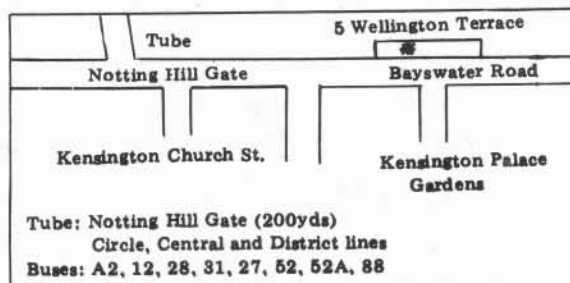 5 Wellington Terrace
Tube
Notting Hill Gate
Bayswater Road
Kensington Church St.
Kensington Palace
Gardens
Tube: Notting Hill Gate (200yds)
Circle, Central and District lines
Buses: A2, 12, 28, 31, 27, 52, 52A, 88